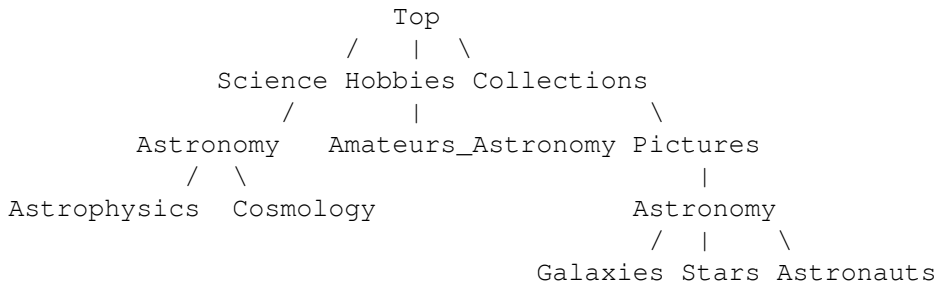 Top
Science Hobbies Collections
Astronomy Amateurs_Astronomy Pictures
Astrophysics Cosmology Astronomy
Galaxies Stars Astronauts